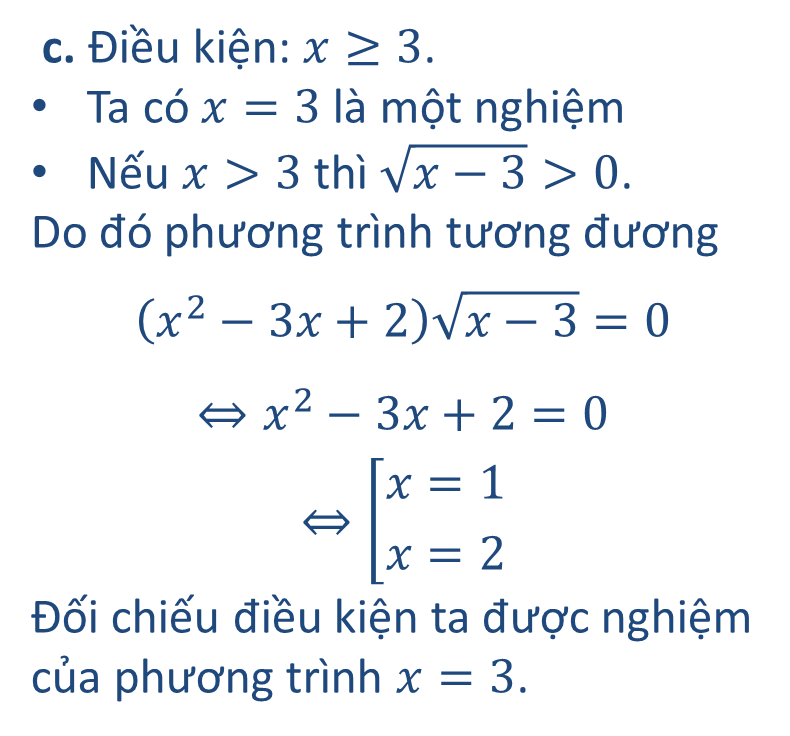 c. Điều kiện: x ≥ 3.
• Ta có x = 3 là một nghiệm
• Nếu x > 3 thì √(x − 3) > 0.
Do đó phương trình tương đương
(x² − 3x + 2)√(x − 3) = 0
⇔ x² − 3x + 2 = 0
⇔ [x = 1
x = 2
Đối chiếu điều kiện ta được nghiệm
của phương trình x = 3.